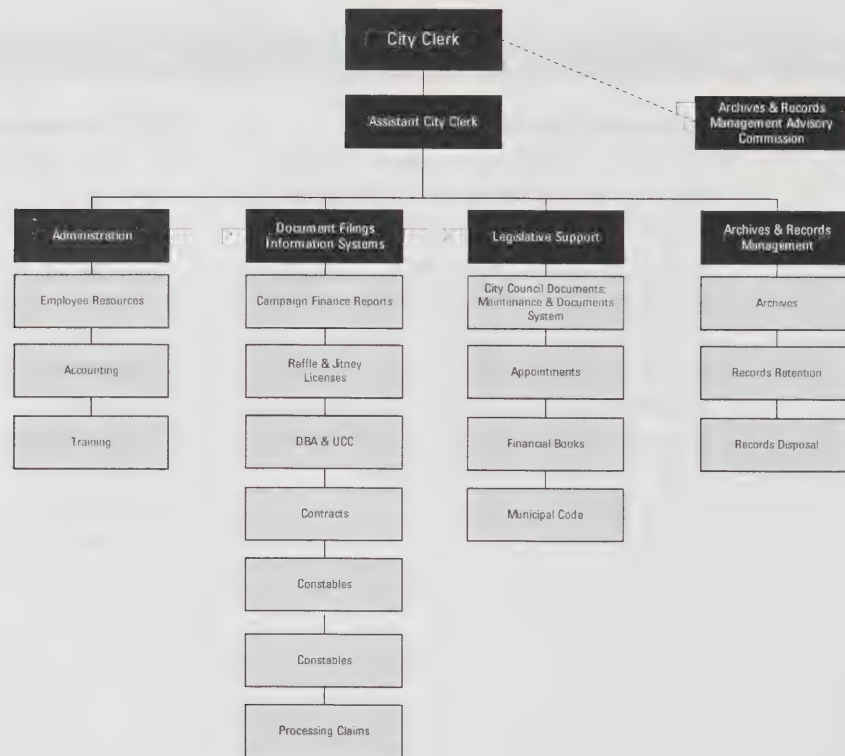 City Clerk
Assistant City Clerk
Archives & Records
Management Advisory
Commission
Administration
Employee Resources
Accounting
Training
Document Filings
Information Systems
Campaign Finance Reports
Raffle & Jitney
Licenses
DBA & UCC
Contracts
Constables
Constables
Processing Claims
Legislative Support
City Council Documents:
Maintenance & Documents
System
Appointments
Financial Books
Municipal Code
Archives & Records
Management
Archives
Records Retention
Records Disposal